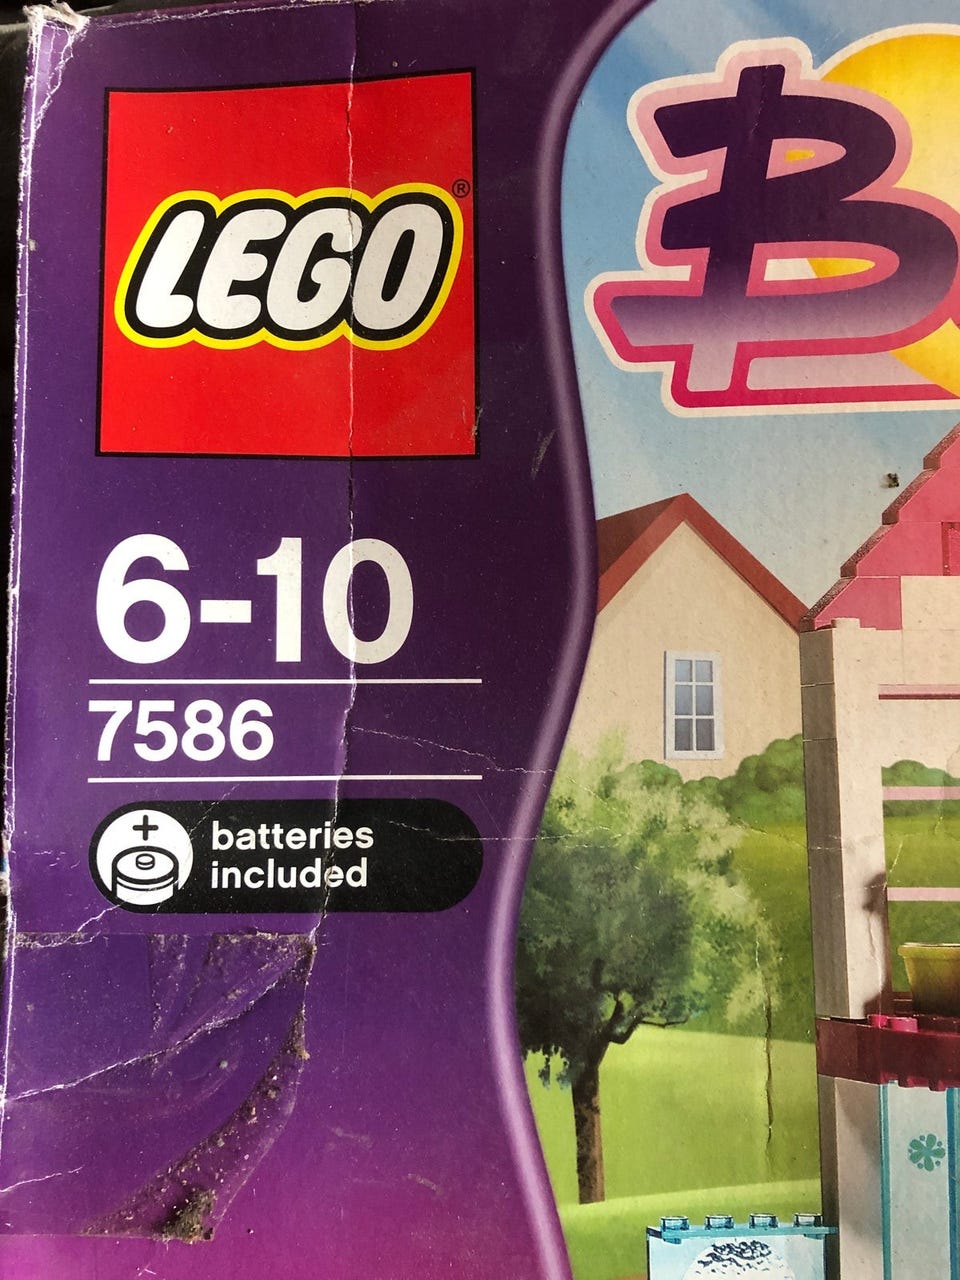 LEGO®
B
6-10
7586
batteries
included